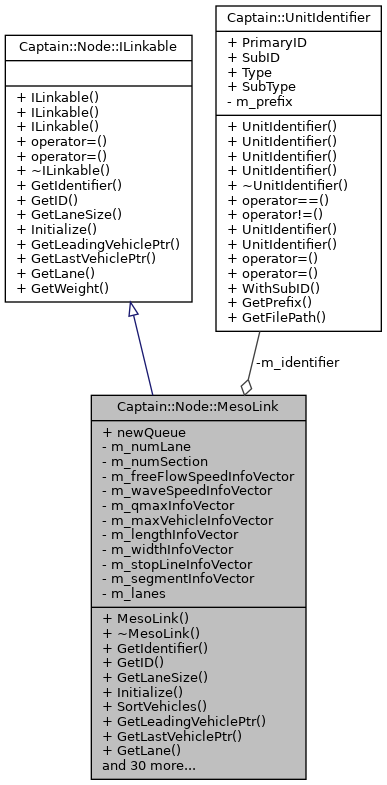 Captain::Node::ILinkable
+ ILinkable()
+ ILinkable()
+ ILinkable()
+ operator=()
+ operator=()
+ ~ILinkable()
+ GetIdentifier()
+ GetID()
+ GetLaneSize()
+ Initialize()
+ GetLeadingVehiclePtr()
+ GetLastVehiclePtr()
+ GetLane()
+ GetWeight()
Captain::UnitIdentifier
+ PrimaryID
+ SubID
+ Type
+ SubType
- m_prefix
+ UnitIdentifier()
+ UnitIdentifier()
+ UnitIdentifier()
+ UnitIdentifier()
+ ~UnitIdentifier()
+ operator==()
+ operator!=()
+ UnitIdentifier()
+ UnitIdentifier()
+ operator=()
+ operator=()
+ WithSubID()
+ GetPrefix()
+ GetFilePath()
-m_identifier
Captain::Node::MesoLink
+ newQueue
- m_numLane
- m_numSection
- m_freeFlowSpeedInfoVector
- m_waveSpeedInfoVector
- m_qmaxInfoVector
- m_maxVehicleInfoVector
- m_lengthInfoVector
- m_widthInfoVector
- m_stopLineInfoVector
- m_segmentInfoVector
- m_lanes
+ MesoLink()
+ ~MesoLink()
+ GetIdentifier()
+ GetID()
+ GetLaneSize()
+ Initialize()
+ SortVehicles()
+ GetLeadingVehiclePtr()
+ GetLastVehiclePtr()
+ GetLane()
and 30 more...